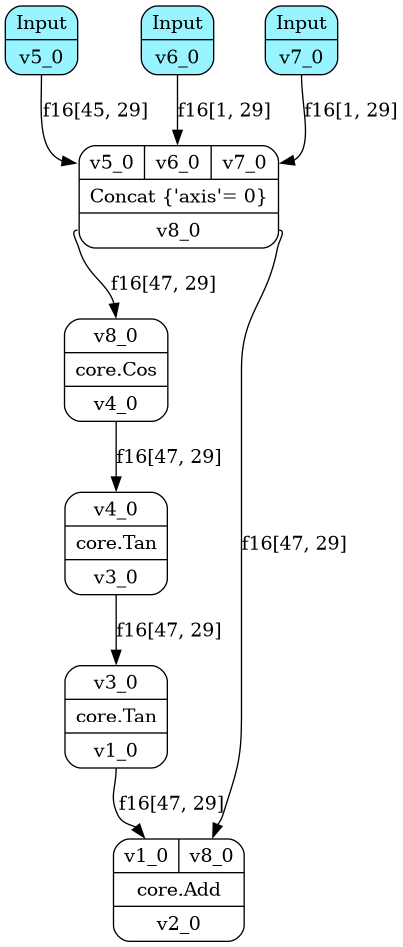 Input Input Input
v5_0 v6_0 v7_0
f16[45, 29] f16[1, 29] f16[1, 29]
v5_0 v6_0 v7_0
Concat {'axis'= 0}
v8_0
f16[47, 29]
v8_0
core.Cos
v4_0
f16[47, 29]
v4_0
core.Tan
v3_0
f16[47, 29]
f16[47, 29]
v3_0
core.Tan
v1_0
f16[47, 29]
v1_0 v8_0
core.Add
v2_0